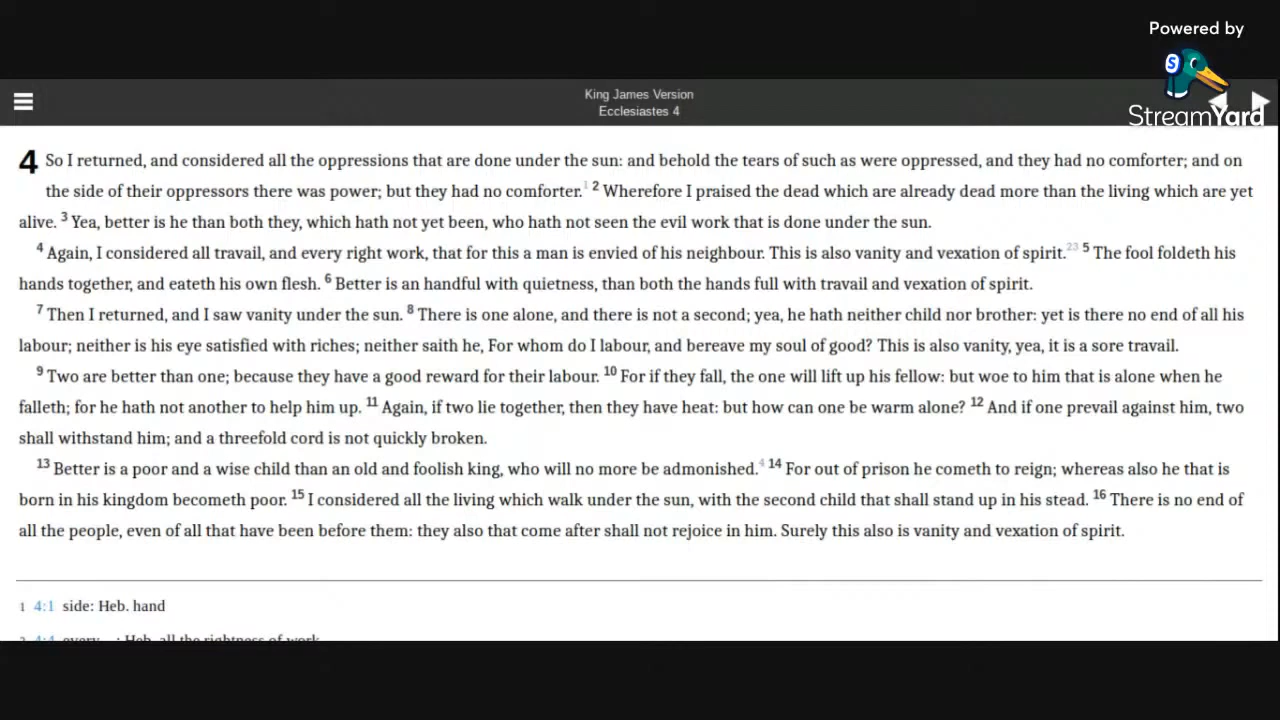 Powered by
StreamYard
King James Version
Ecclesiastes 4
4 So I returned, and considered all the oppressions that are done under the sun: and behold the tears of such as were oppressed, and they had no comforter; and on
the side of their oppressors there was power; but they had no comforter.1 2 Wherefore I praised the dead which are already dead more than the living which are yet
alive. 3 Yea, better is he than both they, which hath not yet been, who hath not seen the evil work that is done under the sun.
4 Again, I considered all travail, and every right work, that for this a man is envied of his neighbour. This is also vanity and vexation of spirit.23 5 The fool foldeth his
hands together, and eateth his own flesh. 6 Better is an handful with quietness, than both the hands full with travail and vexation of spirit.
7 Then I returned, and I saw vanity under the sun. 8 There is one alone, and there is not a second; yea, he hath neither child nor brother: yet is there no end of all his
labour; neither is his eye satisfied with riches; neither saith he, For whom do I labour, and bereave my soul of good? This is also vanity, yea, it is a sore travail.
9 Two are better than one; because they have a good reward for their labour. 10 For if they fall, the one will lift up his fellow: but woe to him that is alone when he
falleth; for he hath not another to help him up. 11 Again, if two lie together, then they have heat: but how can one be warm alone? 12 And if one prevail against him, two
shall withstand him; and a threefold cord is not quickly broken.
13 Better is a poor and a wise child than an old and foolish king, who will no more be admonished.4 14 For out of prison he cometh to reign; whereas also he that is
born in his kingdom becometh poor. 15 I considered all the living which walk under the sun, with the second child that shall stand up in his stead. 16 There is no end of
all the people, even of all that have been before them: they also that come after shall not rejoice in him. Surely this also is vanity and vexation of spirit.
1 4:1 side: Heb. hand
2 4:4 every...: Heb. all the rightness of work